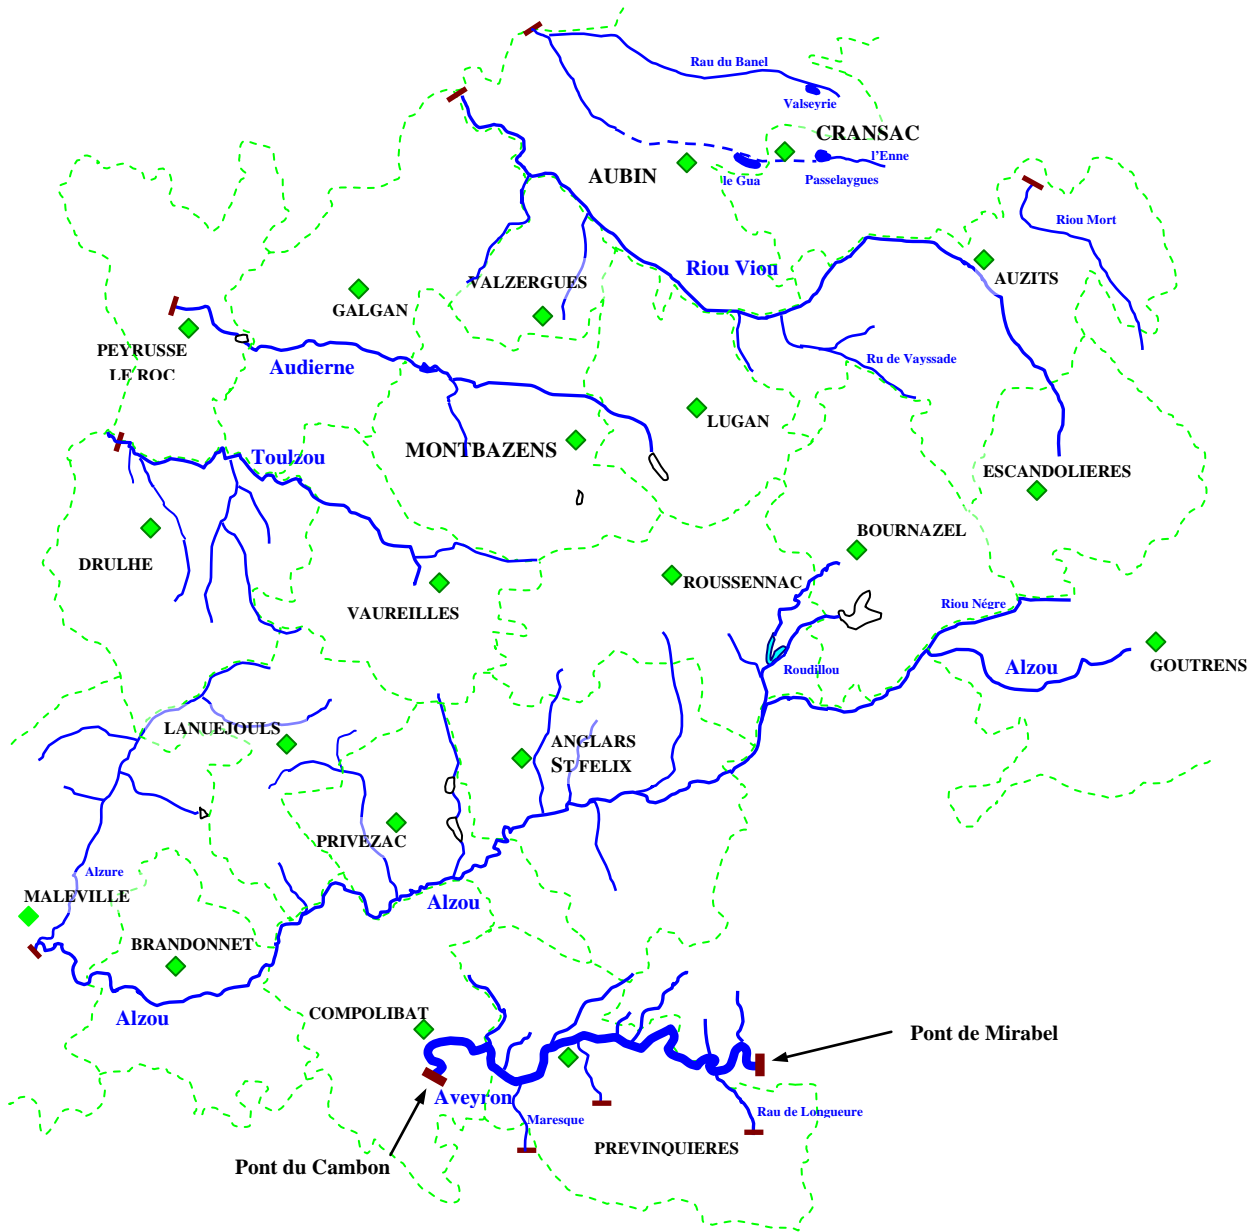 Rau du Banel
Valseyrie
CRANSAC
l'Enne
AUBIN
le Gua
Passelaygues
Riou Mort
Riou Viou
AUZITS
VALZERGUES
GALGAN
PEYRUSSE
LE ROC
Audierne
Ru de Vayssade
LUGAN
MONTBAZENS
Toulzou
ESCANDOLIERES
BOURNAZEL
DRULHE
ROUSSENNAC
VAUREILLES
Riou Négre
GOUTRENS
Alzou
Roudillou
LANUEJOULS
ANGLARS
ST FELIX
PRIVEZAC
Alzure
MALEVILLE
Alzou
BRANDONNET
COMPOLIBAT
Alzou
Pont de Mirabel
Aveyron
Maresque
Rau de Longueure
PREVINQUIERES
Pont du Cambon